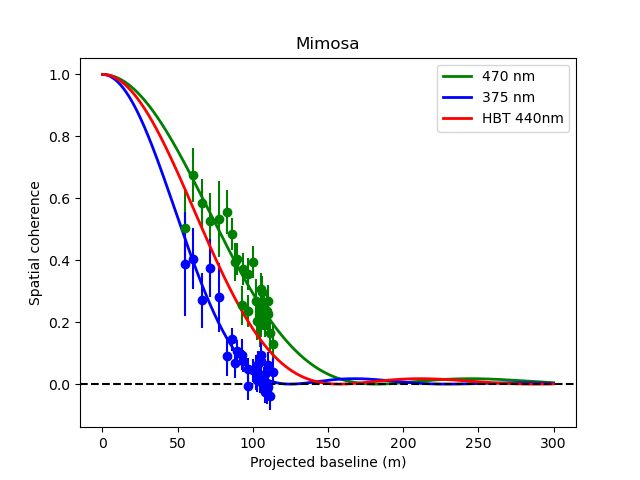 Mimosa
470 nm
375 nm
HBT 440nm
1.0
0.8
0.6
0.4
0.2
0.0
Spatial coherence
0 50 100 150 200 250 300
Projected baseline (m)